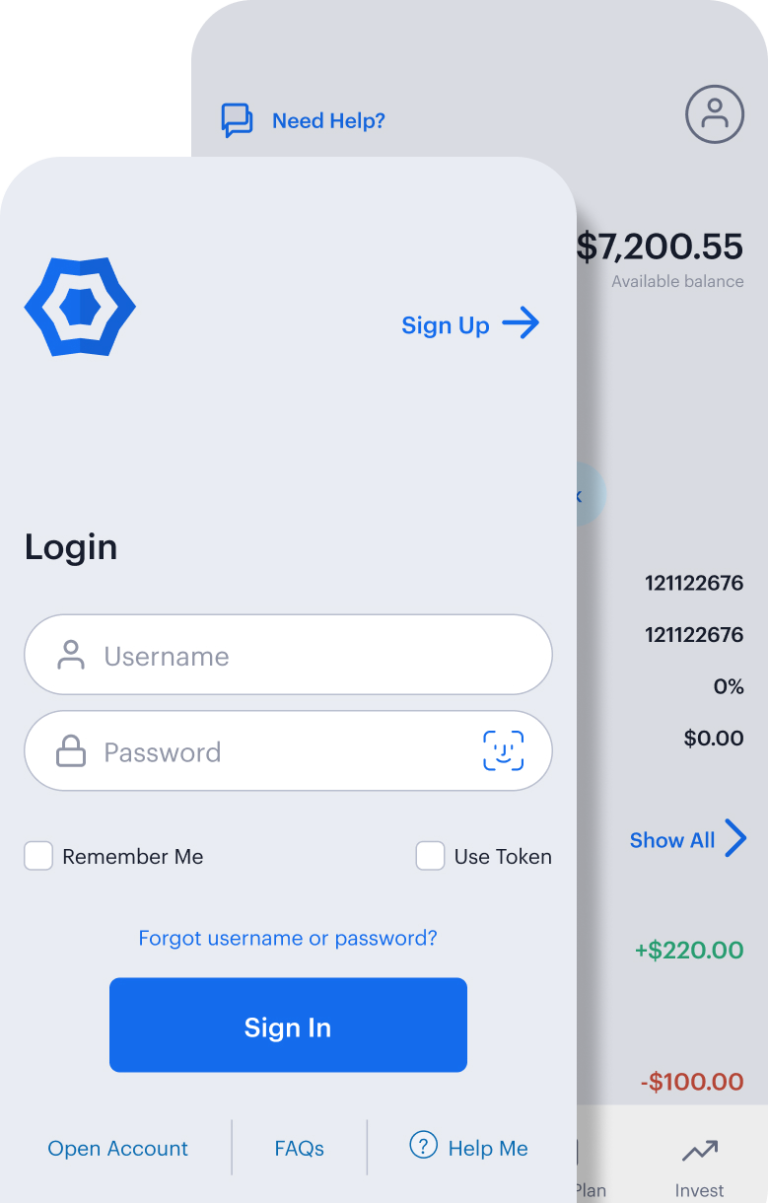 Need Help?
$7,200.55
Available balance
Sign Up
Login
Username
Password
Remember Me
Use Token
Forgot username or password?
Sign In
Open Account
FAQs
? Help Me
121122676
121122676
0%
$0.00
Show All
+$220.00
-$100.00
Plan
Invest